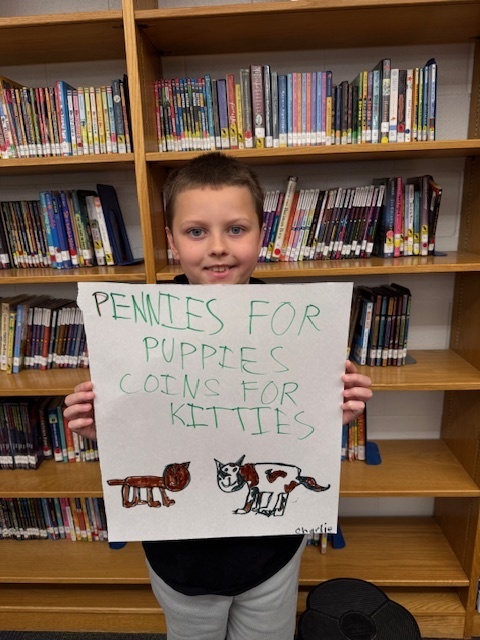 PENNIES FOR
PUPPIES
COINS FOR
KITTIES
charlie